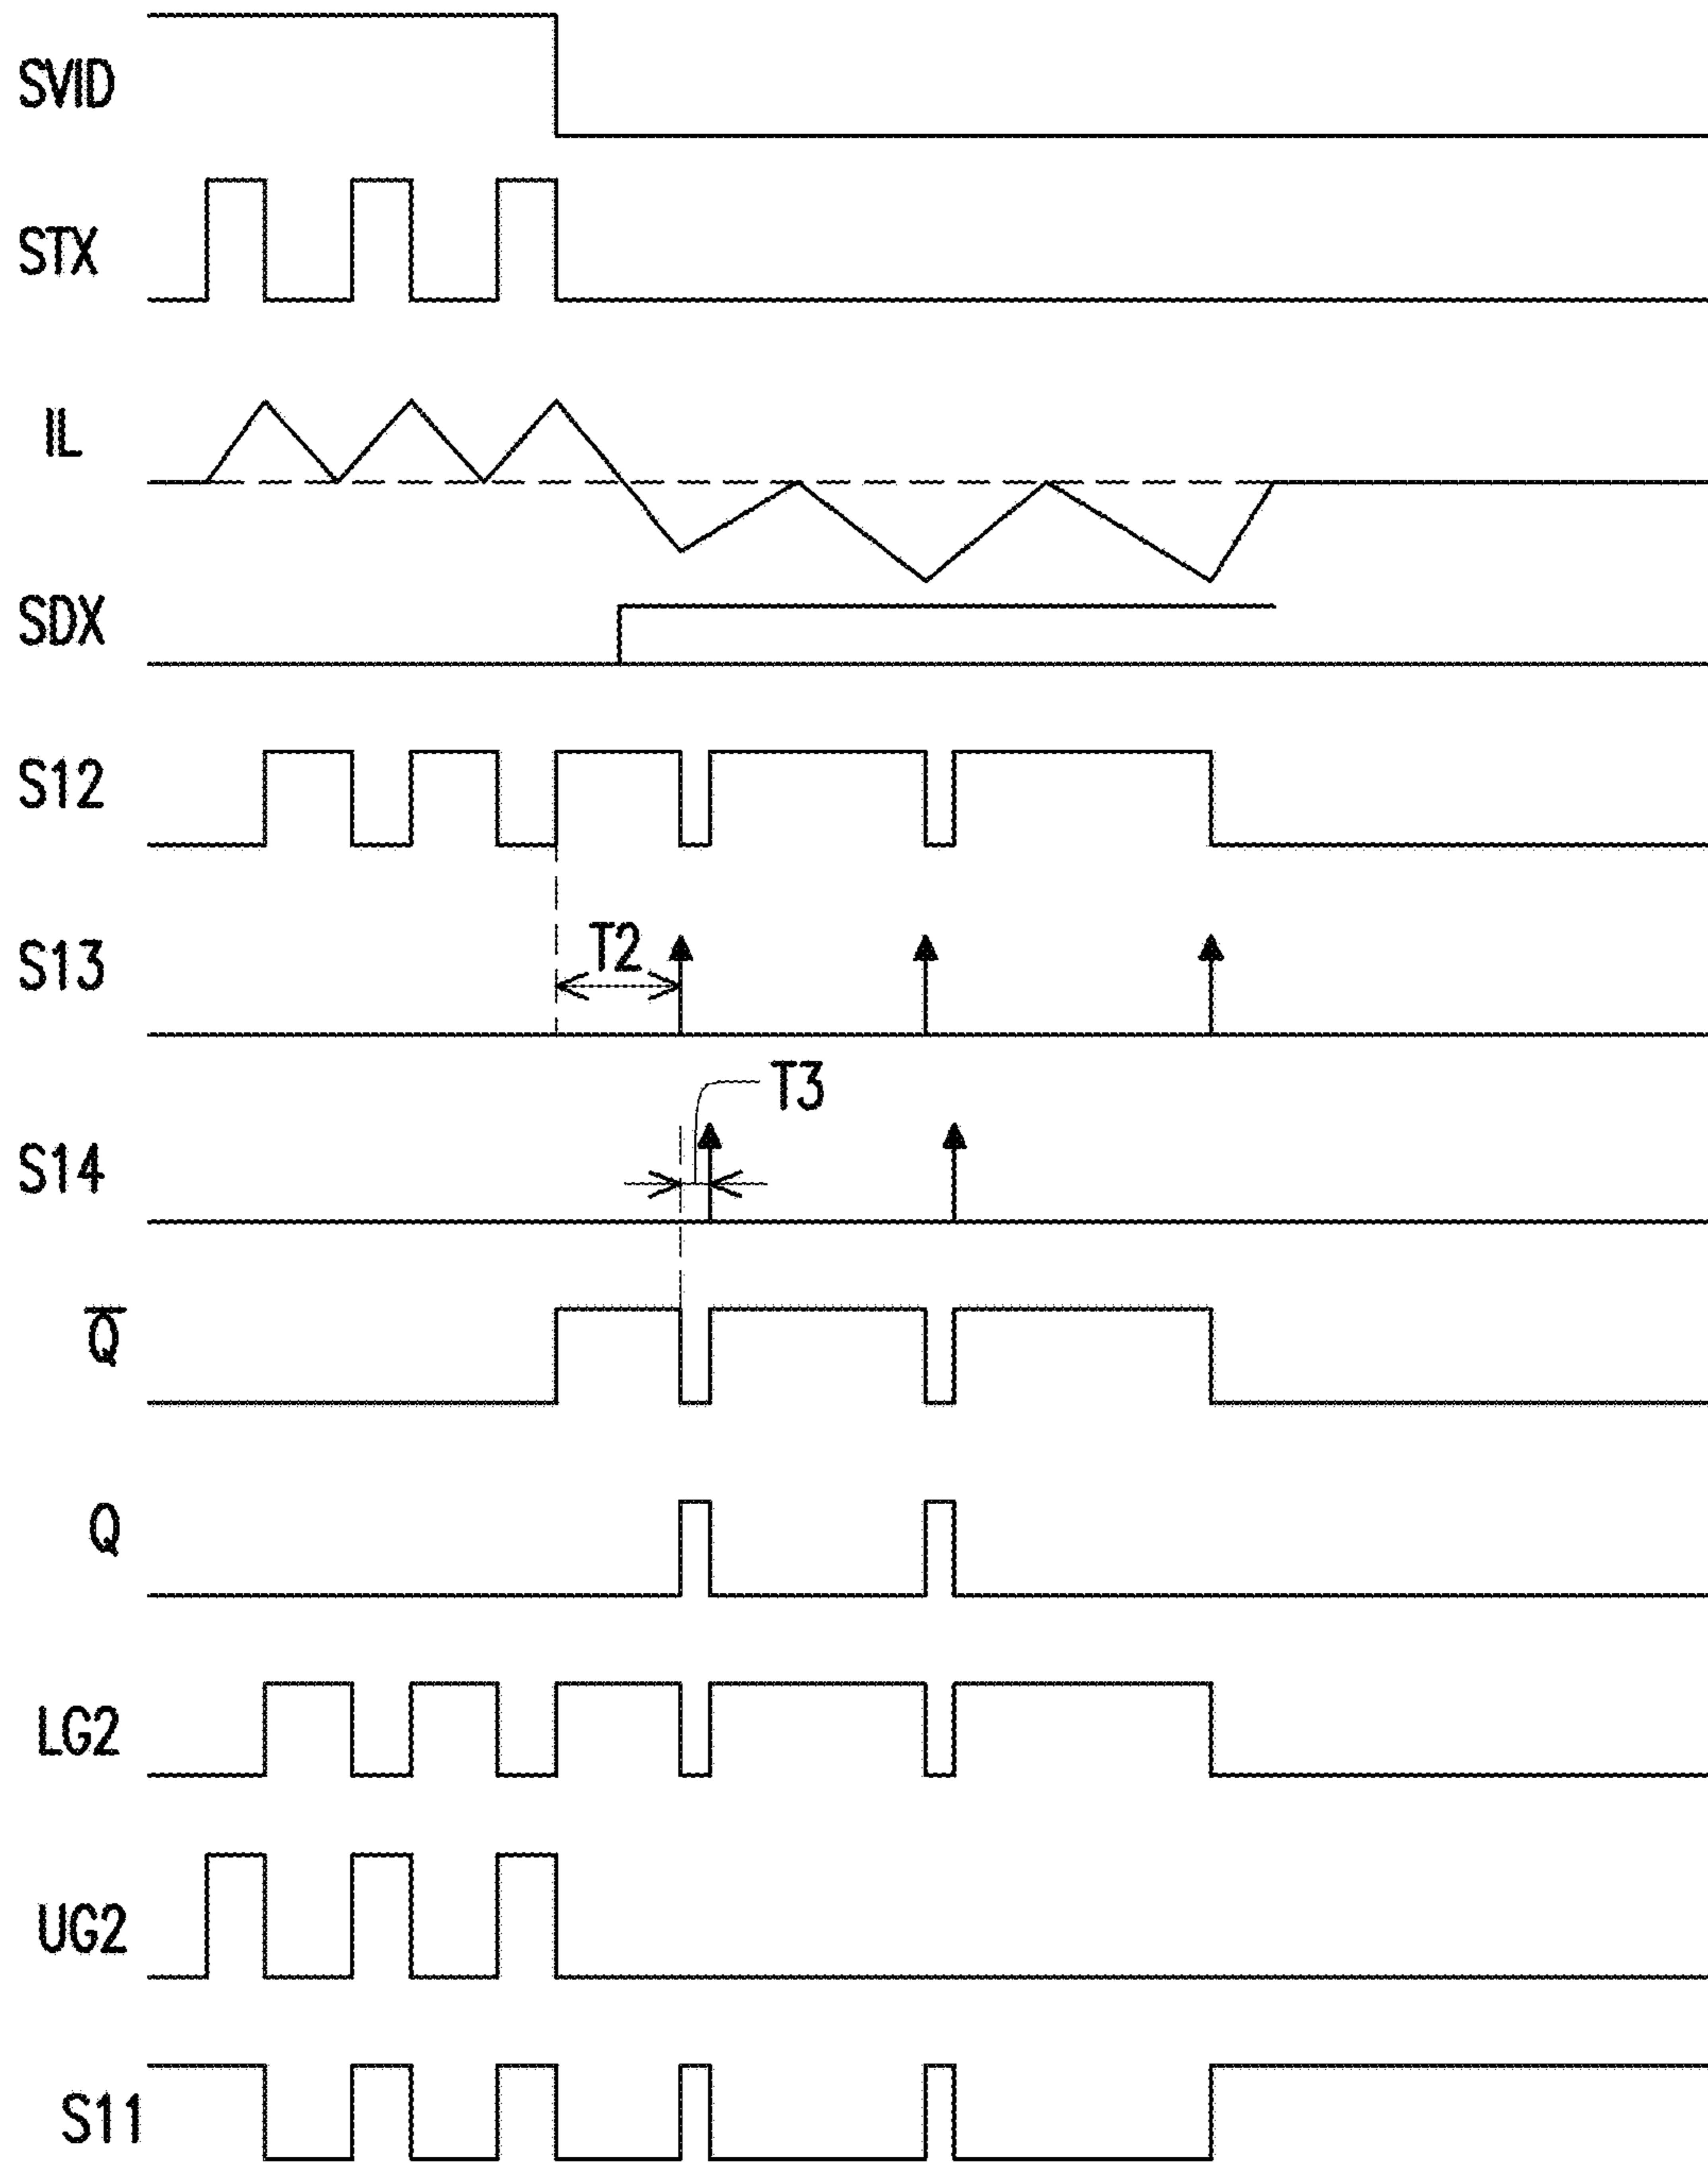 SVID
STX
IL
SDX
S12
S13
T2
T3
S14
Q̅
Q
LG2
UG2
S11